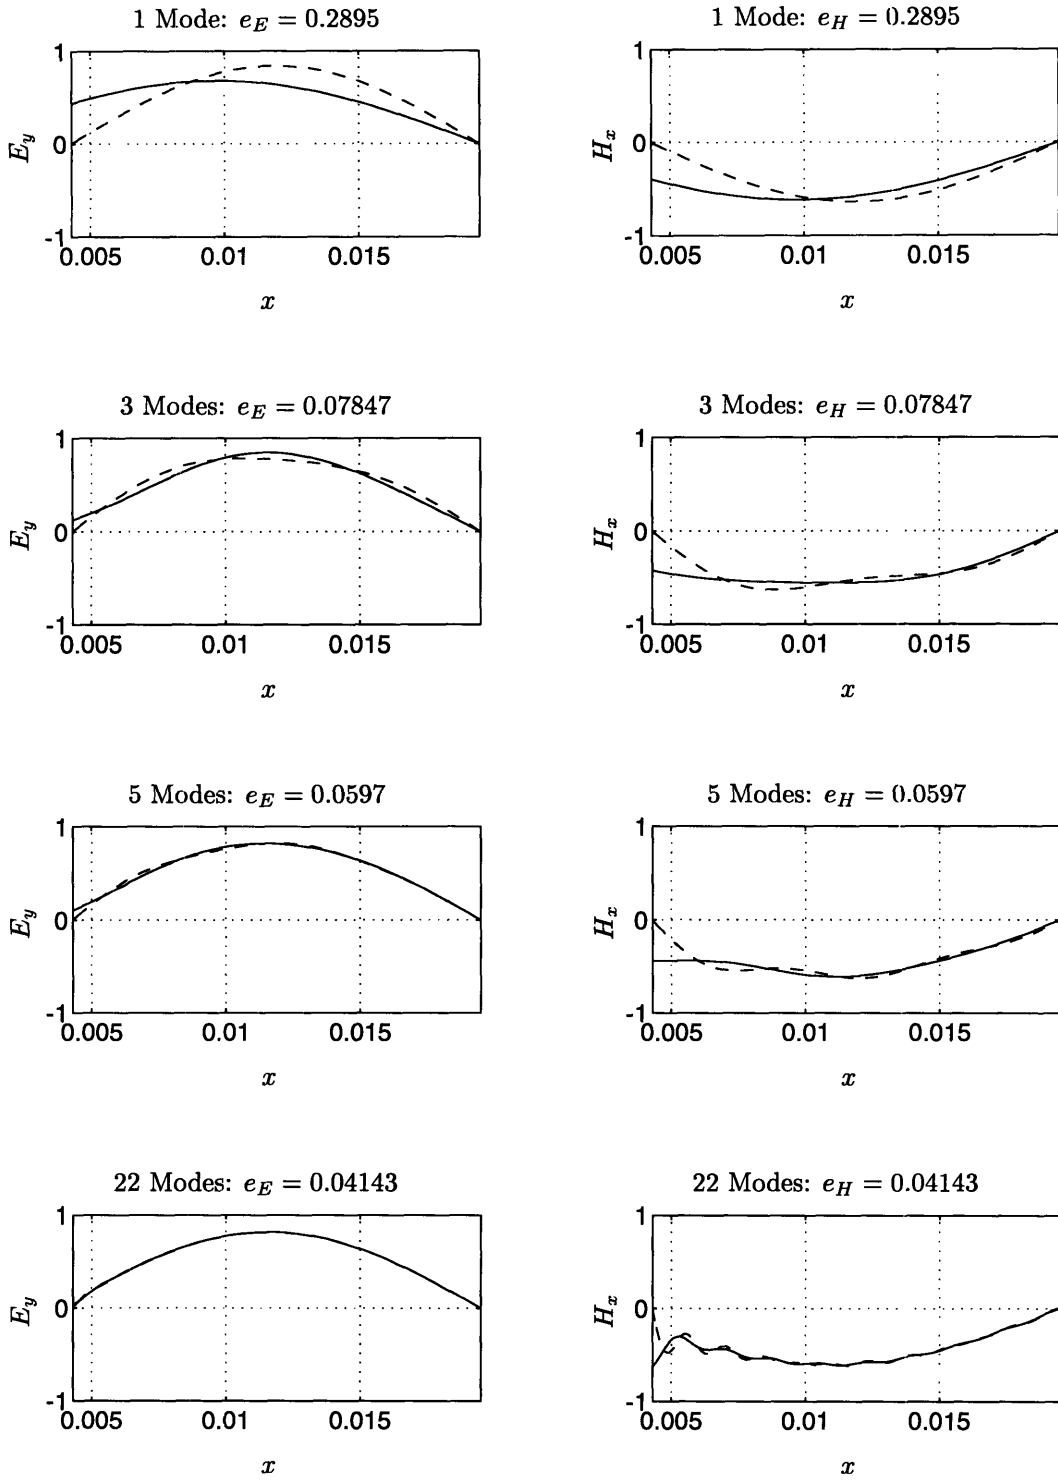 1 Mode: e_E = 0.2895
1
0
-1
E_y
0.005 0.01 0.015
x
1 Mode: e_H = 0.2895
1
0
-1
H_x
0.005 0.01 0.015
x
3 Modes: e_E = 0.07847
1
0
-1
E_y
0.005 0.01 0.015
x
3 Modes: e_H = 0.07847
1
0
-1
H_x
0.005 0.01 0.015
x
5 Modes: e_E = 0.0597
1
0
-1
E_y
0.005 0.01 0.015
x
5 Modes: e_H = 0.0597
1
0
-1
H_x
0.005 0.01 0.015
x
22 Modes: e_E = 0.04143
1
0
-1
E_y
0.005 0.01 0.015
x
22 Modes: e_H = 0.04143
1
0
-1
H_x
0.005 0.01 0.015
x